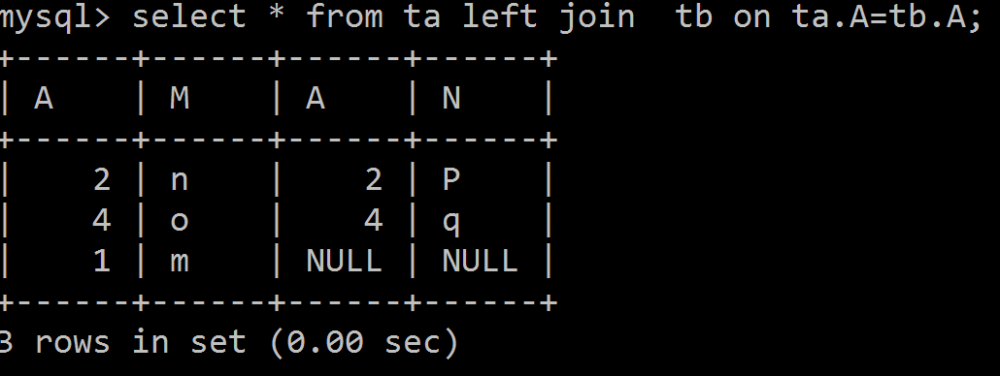 mysql> select * from ta left join  tb on ta.A=tb.A;
+------+------+------+------+
| A    | M    | A    | N    |
+------+------+------+------+
|    2 | n    |    2 | P    |
|    4 | o    |    4 | q    |
|    1 | m    | NULL | NULL |
+------+------+------+------+
3 rows in set (0.00 sec)